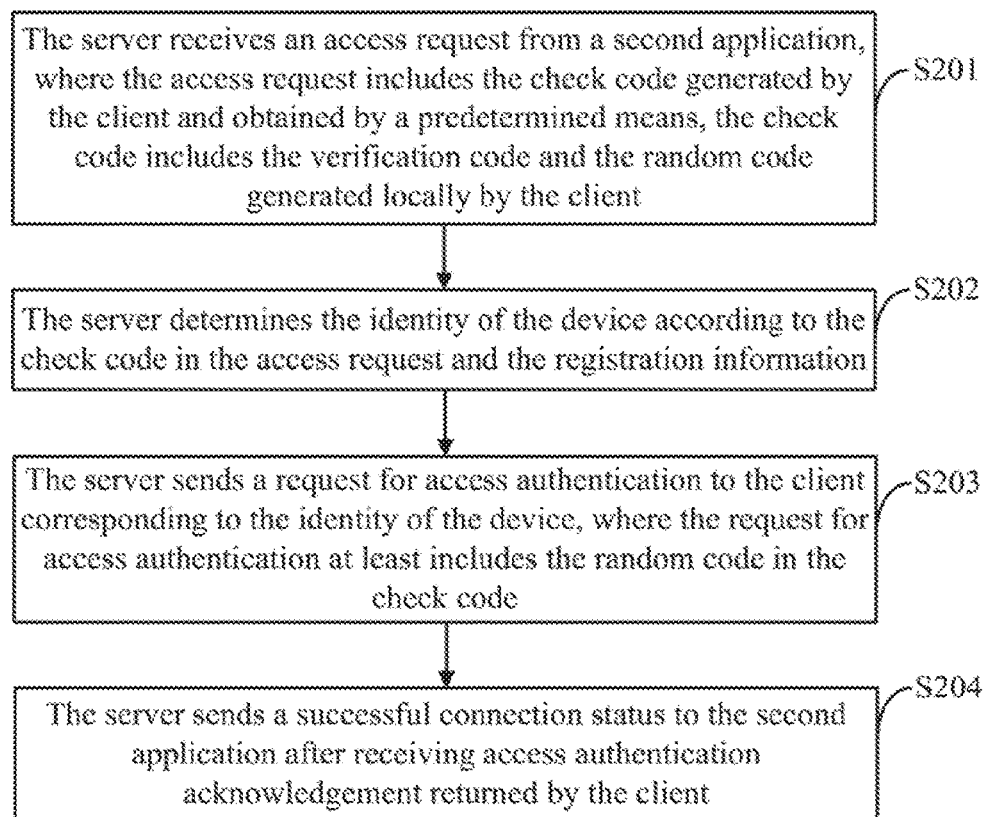 The server receives an access request from a second application,
where the access request includes the check code generated by
the client and obtained by a predetermined means, the check
code includes the verification code and the random code
generated locally by the client
S201
The server determines the identity of the device according to the
check code in the access request and the registration information
S202
The server sends a request for access authentication to the client
corresponding to the identity of the device, where the request for
access authentication at least includes the random code in the
check code
S203
The server sends a successful connection status to the second
application after receiving access authentication
acknowledgement returned by the client
S204